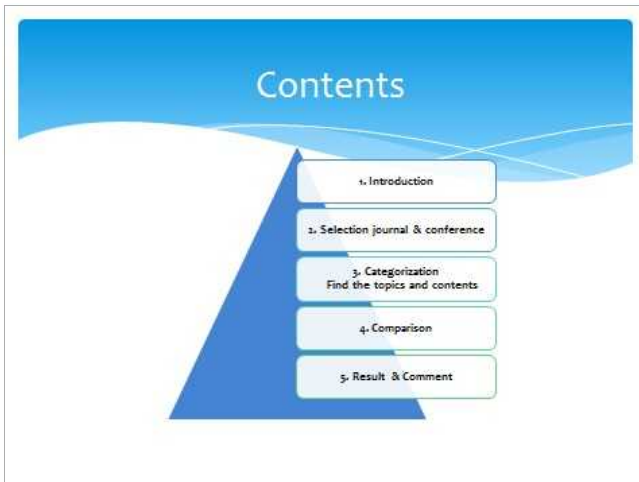 Contents
1. Introduction
2. Selection journal & conference
3. Categorization
Find the topics and contents
4. Comparison
5. Result & Comment